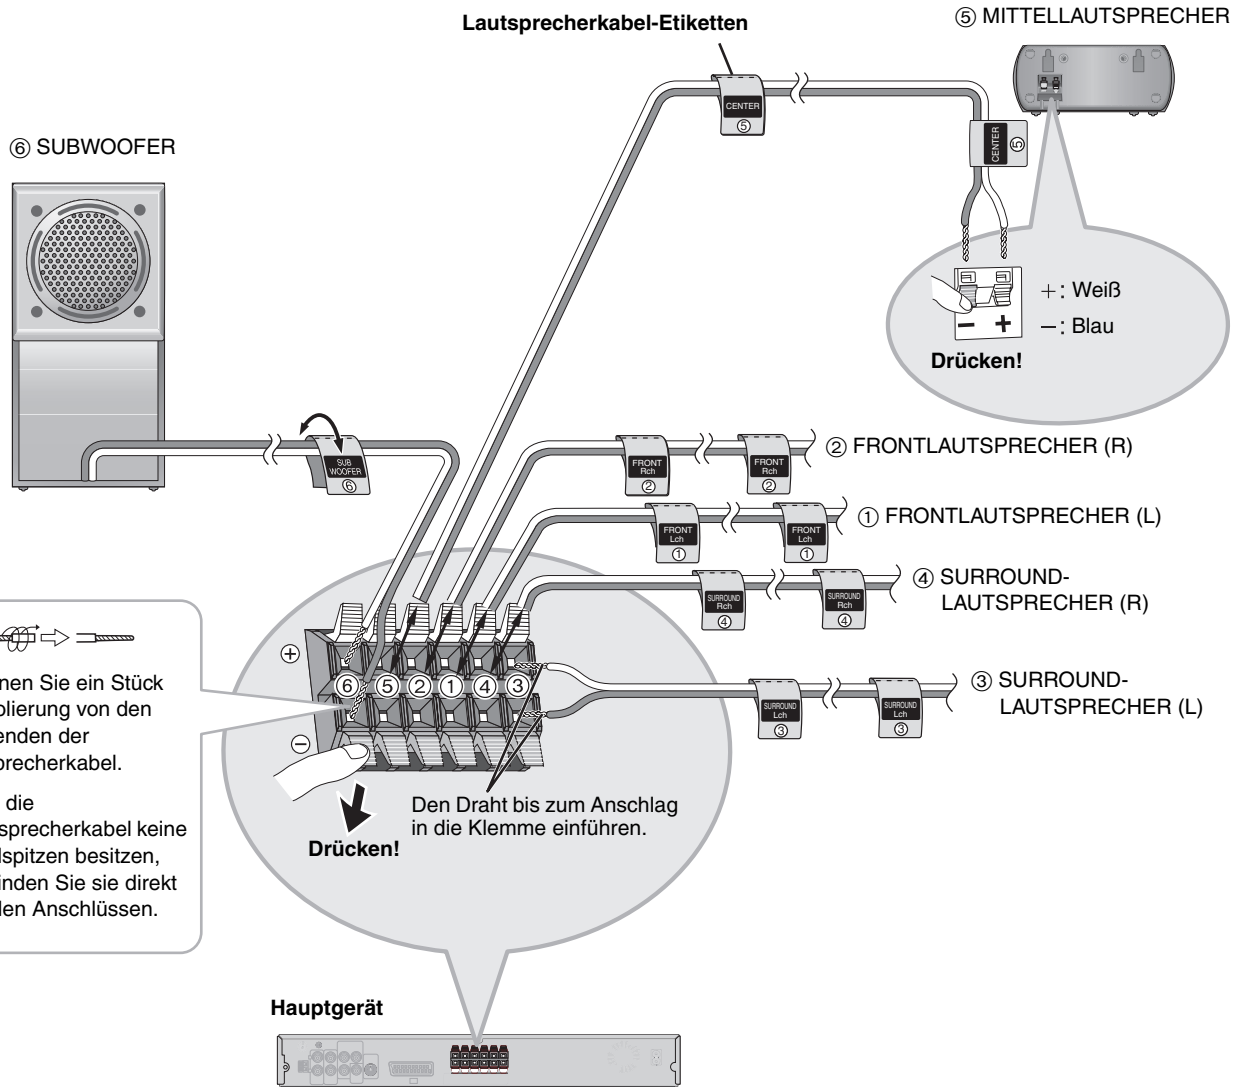 Lautsprecherkabel-Etiketten
⑤ MITTELLAUTSPRECHER
CENTER
⑤
CENTER
⑤
⑥ SUBWOOFER
+: Weiß
−: Blau
− +
Drücken!
SUB
WOOFER
⑥
FRONT
Rch
②
FRONT
Rch
②
② FRONTLAUTSPRECHER (R)
FRONT
Lch
①
FRONT
Lch
①
① FRONTLAUTSPRECHER (L)
SURROUND
Rch
④
SURROUND
Rch
④
④ SURROUND-
LAUTSPRECHER (R)
+
⑥ ⑤ ② ① ④ ③
−
SURROUND
Lch
③
SURROUND
Lch
③
③ SURROUND-
LAUTSPRECHER (L)
nen Sie ein Stück
olierung von den
enden der
precherkabel.
die
sprecherkabel keine
lspitzen besitzen,
inden Sie sie direkt
den Anschlüssen.
Den Draht bis zum Anschlag
in die Klemme einführen.
Drücken!
Hauptgerät